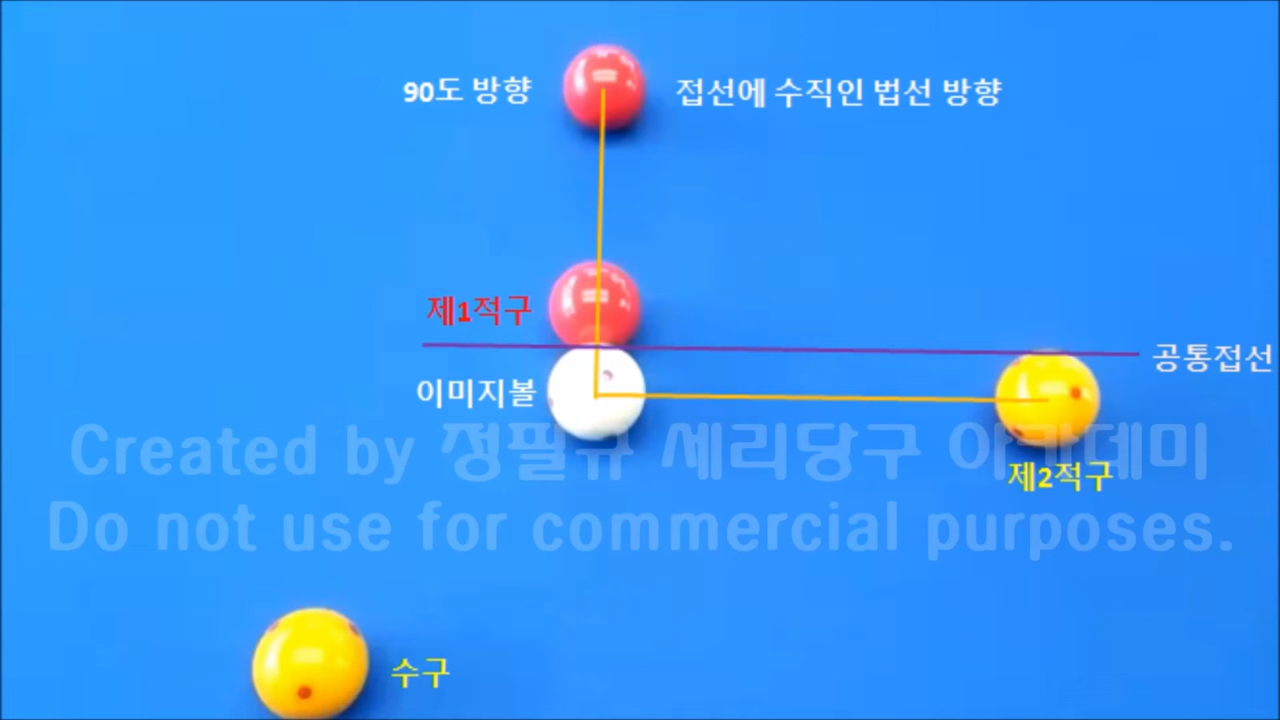 90도 방향
접선에 수직인 법선 방향
제1적구
공통접선
이미지볼
Created by 정필규 세리당구 아카데미
제2적구
Do not use for commercial purposes.
수구